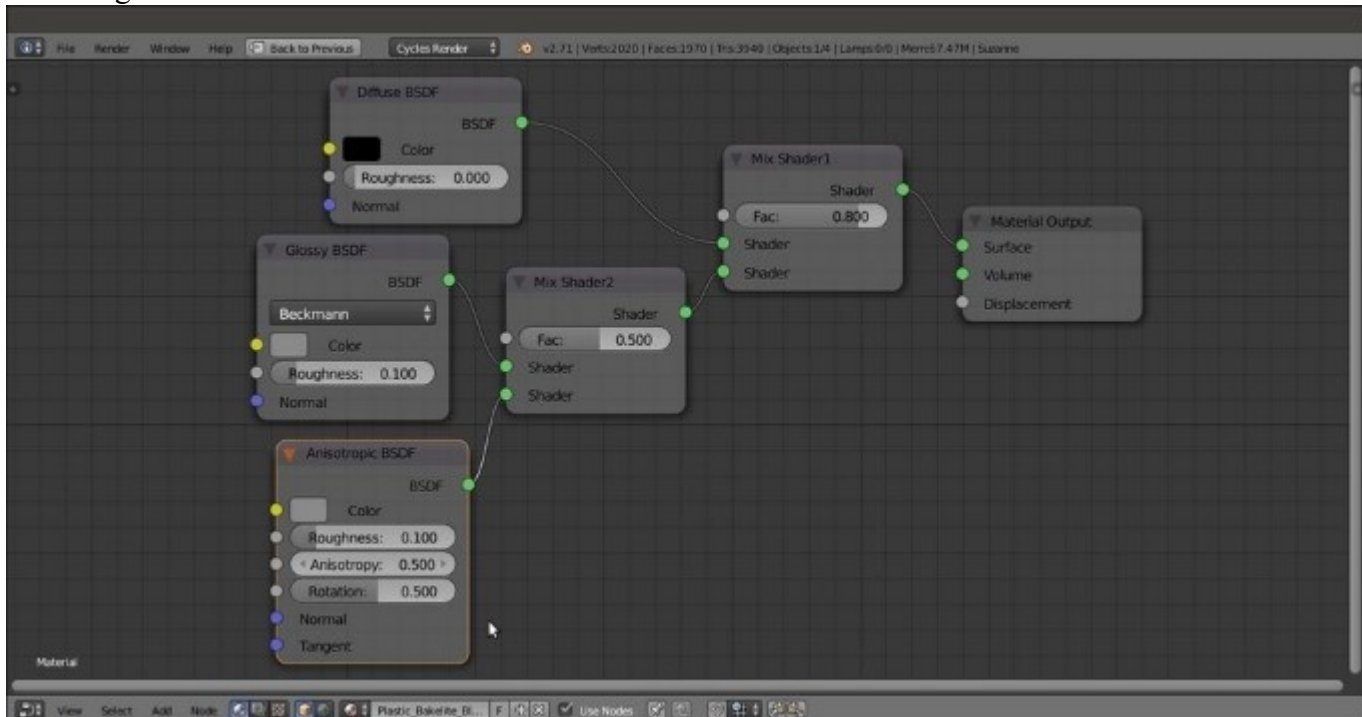 File Render Window Help Back to Previous Cycles Render v2.71 | Verts:2020 | Faces:1970 | Tris:3940 | Objects:1/4 | Lamps:0/0 | Mem:57.47M | Suzanne
Diffuse BSDF
BSDF
Color
Roughness: 0.000
Normal
Glossy BSDF
BSDF
Beckmann
Color
Roughness: 0.100
Normal
Anisotropic BSDF
BSDF
Color
Roughness: 0.100
Anisotropy: 0.500
Rotation: 0.500
Normal
Tangent
Mix Shader2
Shader
Fac: 0.500
Shader
Shader
Mix Shader1
Shader
Fac: 0.800
Shader
Shader
Material Output
Surface
Volume
Displacement
Material
View Select Add Node Plastic_Bakelite_Bl... F Use Nodes